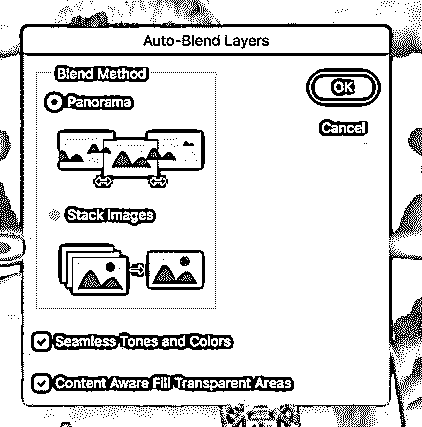 Auto-Blend Layers
Blend Method
Panorama
OK
Cancel
Stack Images
Seamless Tones and Colors
Content Aware Fill Transparent Areas